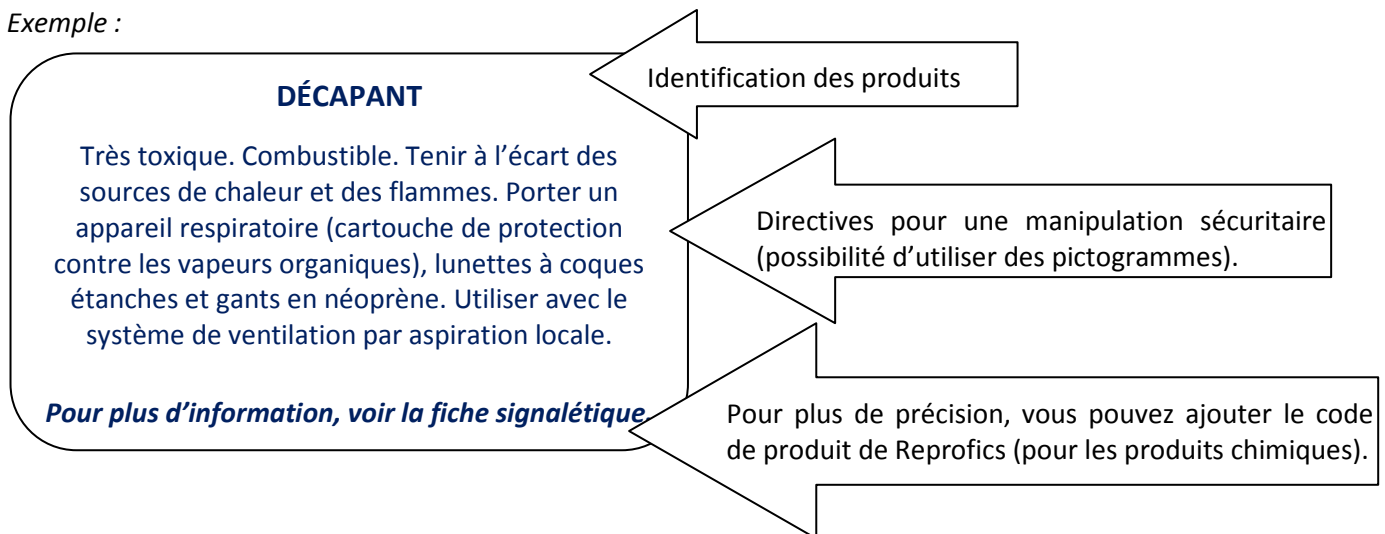 Exemple :
DÉCAPANT
Très toxique. Combustible. Tenir à l’écart des
sources de chaleur et des flammes. Porter un
appareil respiratoire (cartouche de protection
contre les vapeurs organiques), lunettes à coques
étanches et gants en néoprène. Utiliser avec le
système de ventilation par aspiration locale.
Pour plus d’information, voir la fiche signalétique.
Identification des produits
Directives pour une manipulation sécuritaire
(possibilité d’utiliser des pictogrammes).
Pour plus de précision, vous pouvez ajouter le code
de produit de Reprofics (pour les produits chimiques).